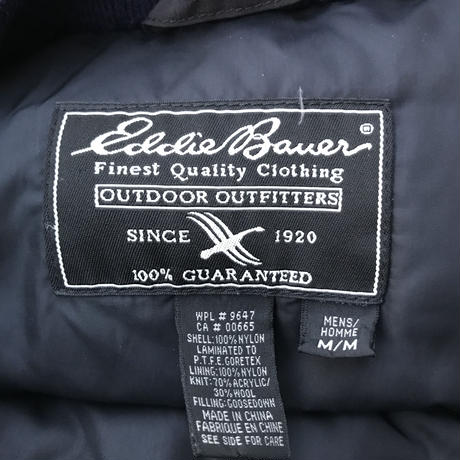 Eddie Bauer ®
Finest Quality Clothing
OUTDOOR OUTFITTERS
SINCE 1920
100% GUARANTEED
WPL # 9647
CA # 00665
SHELL:100% NYLON
LAMINATED TO
P.T.F.E. GORETEX
LINING:100% NYLON
KNIT:70% ACRYLIC/
30% WOOL
FILLING:GOOSEDOWN
MADE IN CHINA
FABRIQUE EN CHINE
SEE SIDE FOR CARE
MENS/
HOMME
M/M